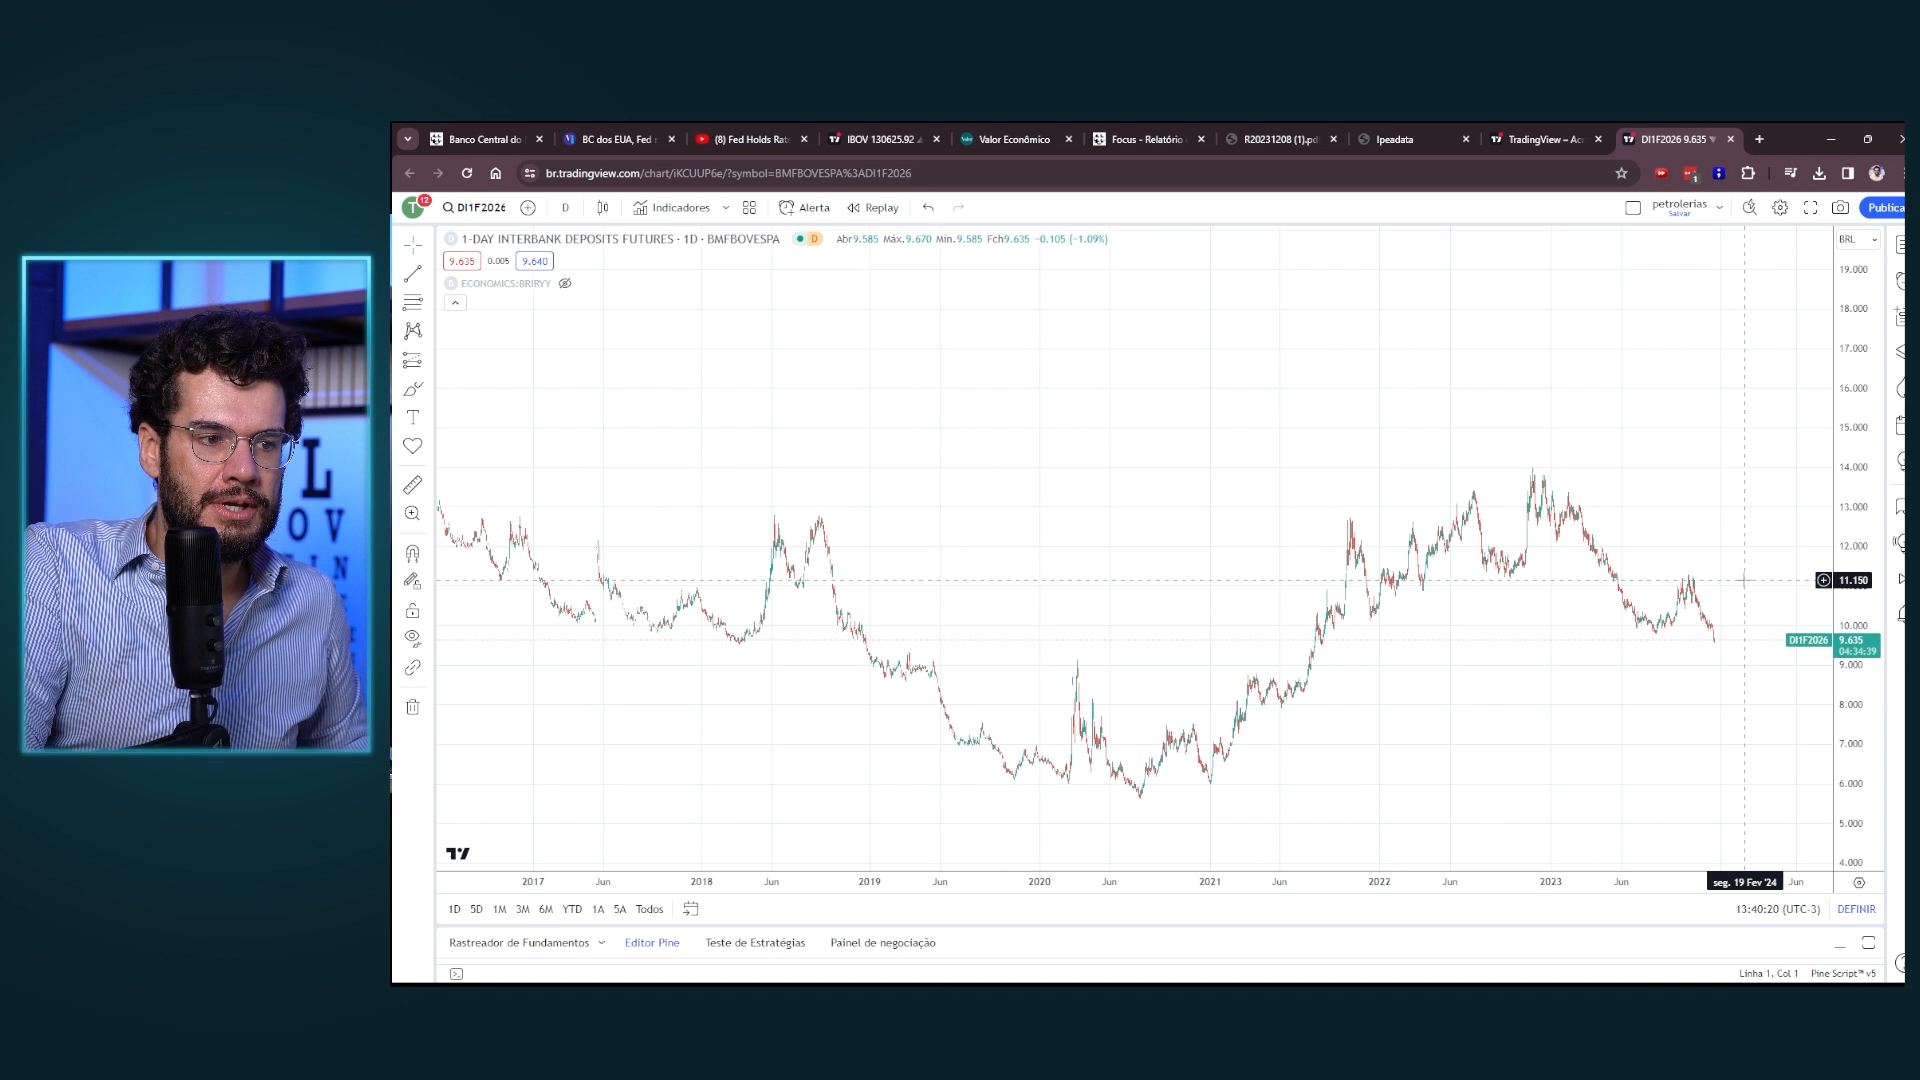 Banco Central do
BC dos EUA, Fed
(8) Fed Holds Rate
IBOV 130625.92
Valor Econômico
Focus - Relatório
R20231208 (1).pd
Ipeadata
TradingView – Ac
DI1F2026 9.635
br.tradingview.com/chart/iKCUUP6e/?symbol=BMFBOVESPA%3ADI1F2026
1
T
12
DI1F2026
D
Indicadores
Alerta
Replay
petrolerias
Salvar
Publica
1-DAY INTERBANK DEPOSITS FUTURES · 1D · BMFBOVESPA
D
Abr9.585 Máx.9.670 Mín.9.585 Fch9.635 −0.105 (−1.09%)
BRL
9.635
0.005
9.640
ECONOMICS:BRIRYY
19.000
18.000
17.000
16.000
15.000
14.000
13.000
12.000
11.150
10.000
DI1F2026
9.635
04:34:39
9.000
8.000
7.000
6.000
5.000
4.000
L
O V
I N
2017
Jun
2018
Jun
2019
Jun
2020
Jun
2021
Jun
2022
Jun
2023
Jun
seg. 19 Fev '24
Jun
1D 5D 1M 3M 6M YTD 1A 5A Todos
13:40:20 (UTC-3)
DEFINIR
Rastreador de Fundamentos
Editor Pine
Teste de Estratégias
Painel de negociação
Linha 1, Col 1
Pine Script™ v5